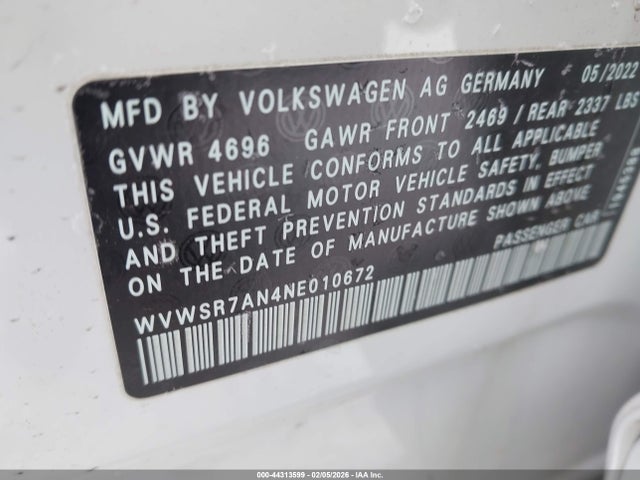 MFD BY VOLKSWAGEN AG GERMANY 05/2022
GVWR 4696 GAWR FRONT 2469 / REAR 2337 LBS
THIS VEHICLE CONFORMS TO ALL APPLICABLE
U.S. FEDERAL MOTOR VEHICLE SAFETY, BUMPER,
AND THEFT PREVENTION STANDARDS IN EFFECT
ON THE DATE OF MANUFACTURE SHOWN ABOVE
PASSENGER CAR
WVWSR7AN4NE010672
000-44313599 | 02/05/2026 | IAA Inc.